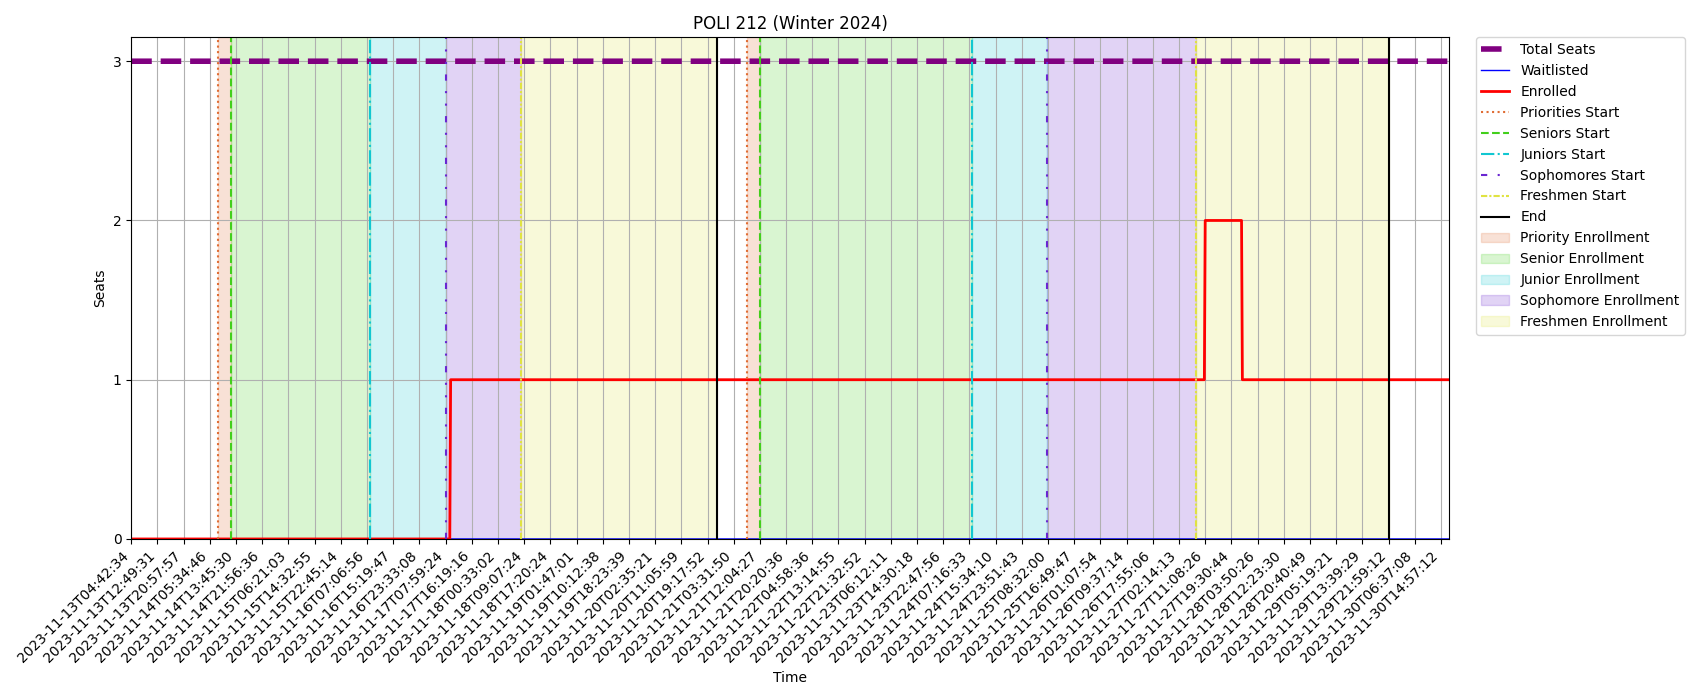 POLI 212 (Winter 2024)
3
2
1
0
Seats
2023-11-13T04:42:34
2023-11-13T12:49:31
2023-11-13T20:57:57
2023-11-14T05:34:46
2023-11-14T13:45:30
2023-11-14T21:56:36
2023-11-15T06:21:03
2023-11-15T14:32:55
2023-11-15T22:45:14
2023-11-16T07:06:56
2023-11-16T15:19:47
2023-11-16T23:33:08
2023-11-17T07:59:24
2023-11-17T16:19:16
2023-11-18T00:33:02
2023-11-18T09:07:24
2023-11-18T17:20:24
2023-11-19T01:47:01
2023-11-19T10:12:38
2023-11-19T18:23:39
2023-11-20T02:35:21
2023-11-20T11:05:59
2023-11-20T19:17:52
2023-11-21T03:31:50
2023-11-21T12:04:27
2023-11-21T20:20:36
2023-11-22T04:58:36
2023-11-22T13:14:55
2023-11-22T21:32:52
2023-11-23T06:12:11
2023-11-23T14:30:18
2023-11-23T22:47:56
2023-11-24T07:16:33
2023-11-24T15:34:10
2023-11-24T23:51:43
2023-11-25T08:32:00
2023-11-25T16:49:47
2023-11-26T01:07:54
2023-11-26T09:37:14
2023-11-26T17:55:06
2023-11-27T02:14:13
2023-11-27T11:08:26
2023-11-27T19:30:44
2023-11-28T03:50:26
2023-11-28T12:23:30
2023-11-28T20:40:49
2023-11-29T05:19:21
2023-11-29T13:39:29
2023-11-29T21:59:12
2023-11-30T06:37:08
2023-11-30T14:57:12
Time
Total Seats
Waitlisted
Enrolled
Priorities Start
Seniors Start
Juniors Start
Sophomores Start
Freshmen Start
End
Priority Enrollment
Senior Enrollment
Junior Enrollment
Sophomore Enrollment
Freshmen Enrollment